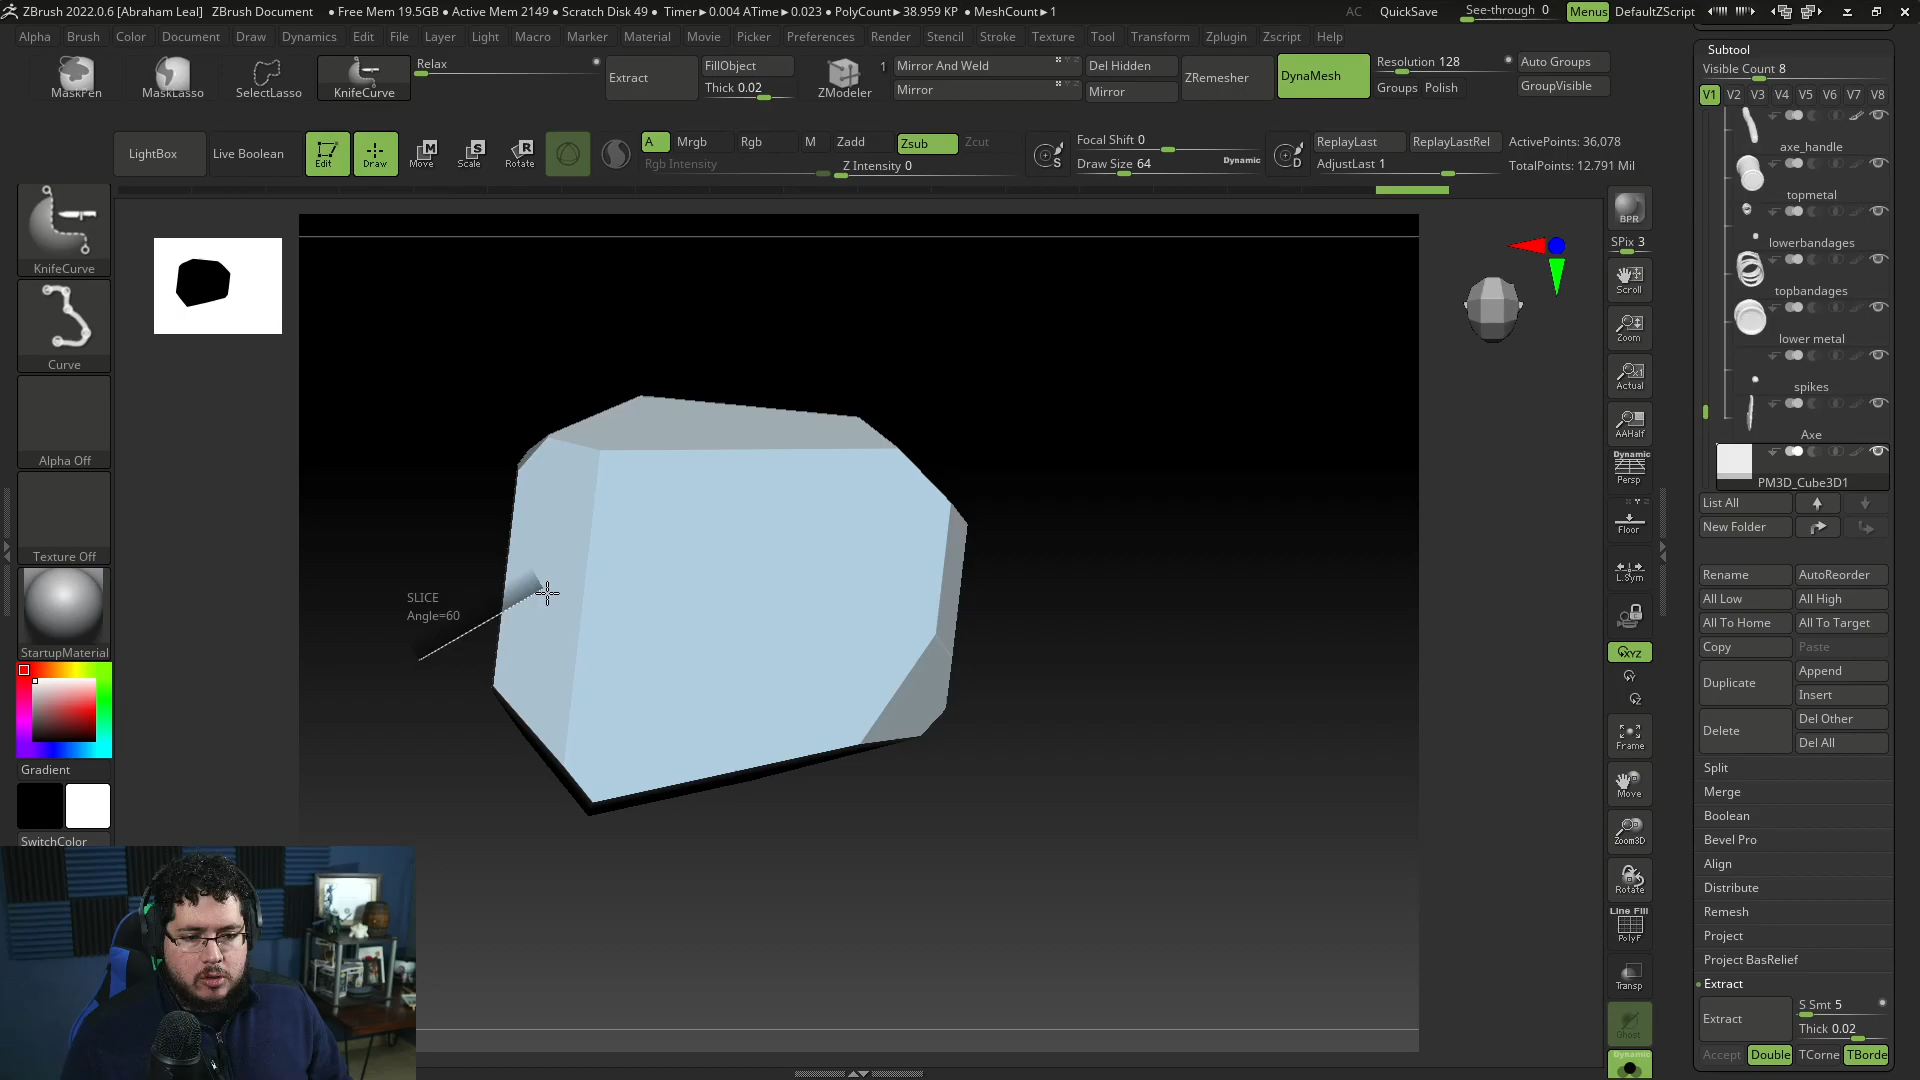 ZBrush 2022.0.6 [Abraham Leal] ZBrush Document • Free Mem 19.5GB • Active Mem 2149 • Scratch Disk 49 • Timer▸0.004 ATime▸0.023 • PolyCount▸38.959 KP • MeshCount▸1 AC QuickSave See-through 0 Menus DefaultZScript
Alpha Brush Color Document Draw Dynamics Edit File Layer Light Macro Marker Material Movie Picker Preferences Render Stencil Stroke Texture Tool Transform Zplugin Zscript Help
MaskPen MaskLasso SelectLasso KnifeCurve Relax Extract FillObject Thick 0.02 ZModeler 1 Mirror And Weld Mirror Del Hidden Mirror ZRemesher DynaMesh Resolution 128 Groups Polish Auto Groups GroupVisible
LightBox Live Boolean Edit Draw Move Scale Rotate A Mrgb Rgb M Zadd Zsub Zcut Rgb Intensity Z Intensity 0 S Focal Shift 0 Draw Size 64 Dynamic D ReplayLast ReplayLastRel AdjustLast 1 ActivePoints: 36,078 TotalPoints: 12.791 Mil
KnifeCurve
Curve
Alpha Off
Texture Off
StartupMaterial
Gradient
SwitchColor
SLICE
Angle=60
BPR
SPix 3
Scroll
Zoom
Actual
AAHalf
Dynamic
Persp
Floor
L.Sym
XYZ
Frame
Move
Zoom3D
Rotate
Line Fill
PolyF
Transp
Ghost
Dynamic
Subtool
Visible Count 8
V1 V2 V3 V4 V5 V6 V7 V8
axe_handle
topmetal
lowerbandages
topbandages
lower metal
spikes
Axe
PM3D_Cube3D1
List All
New Folder
Rename AutoReorder
All Low All High
All To Home All To Target
Copy Paste
Duplicate Append
Insert
Delete Del Other
Del All
Split
Merge
Boolean
Bevel Pro
Align
Distribute
Remesh
Project
Project BasRelief
Extract
Extract S Smt 5
Thick 0.02
Accept Double TCorne TBorde